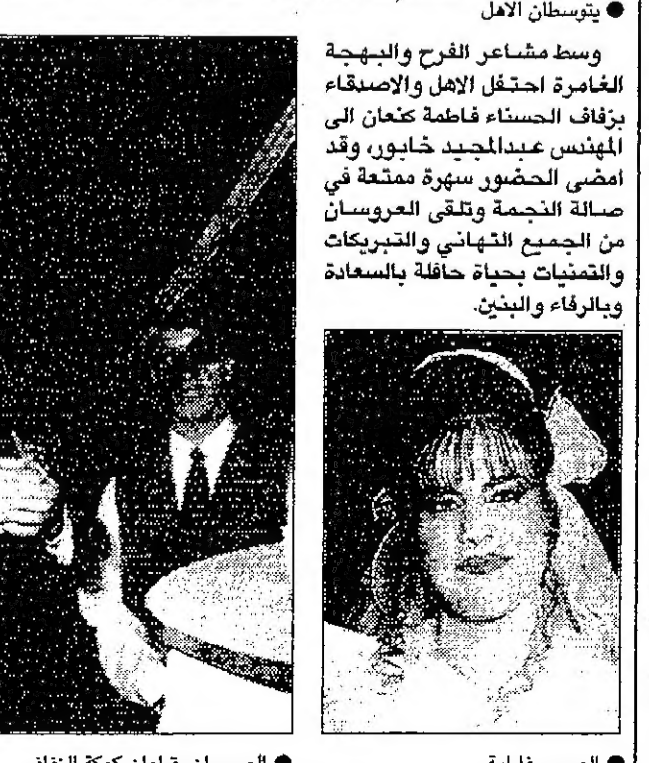 ● يتوسطان الاهل
وسط مشاعر الفرح والبهجة
الغامرة احتفل الاهل والاصدقاء
بزفاف الحسناء فاطمة كنعان الى
المهندس عبدالمجيد خابور، وقد
امضى الحضور سهرة ممتعة في
صالة النجمة وتلقى العروسان
من الجميع التهاني والتبريكات
والتمنيات بحياة حافلة بالسعادة
وبالرفاء والبنين.